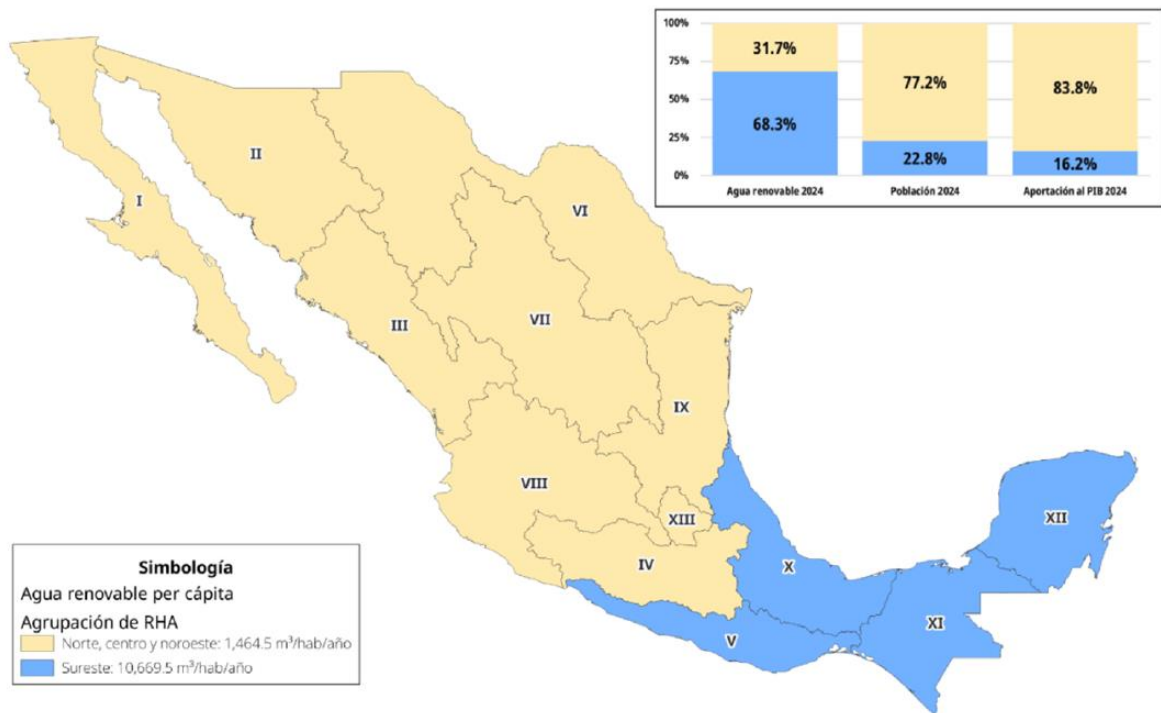 100%
75%
50%
25%
0%
31.7%
68.3%
77.2%
22.8%
83.8%
16.2%
Agua renovable 2024
Población 2024
Aportación al PIB 2024
I
II
VI
III
VII
IX
VIII
XIII
IV
X
V
XI
XII
Simbología
Agua renovable per cápita
Agrupación de RHA
Norte, centro y noroeste: 1,464.5 m³/hab/año
Sureste: 10,669.5 m³/hab/año